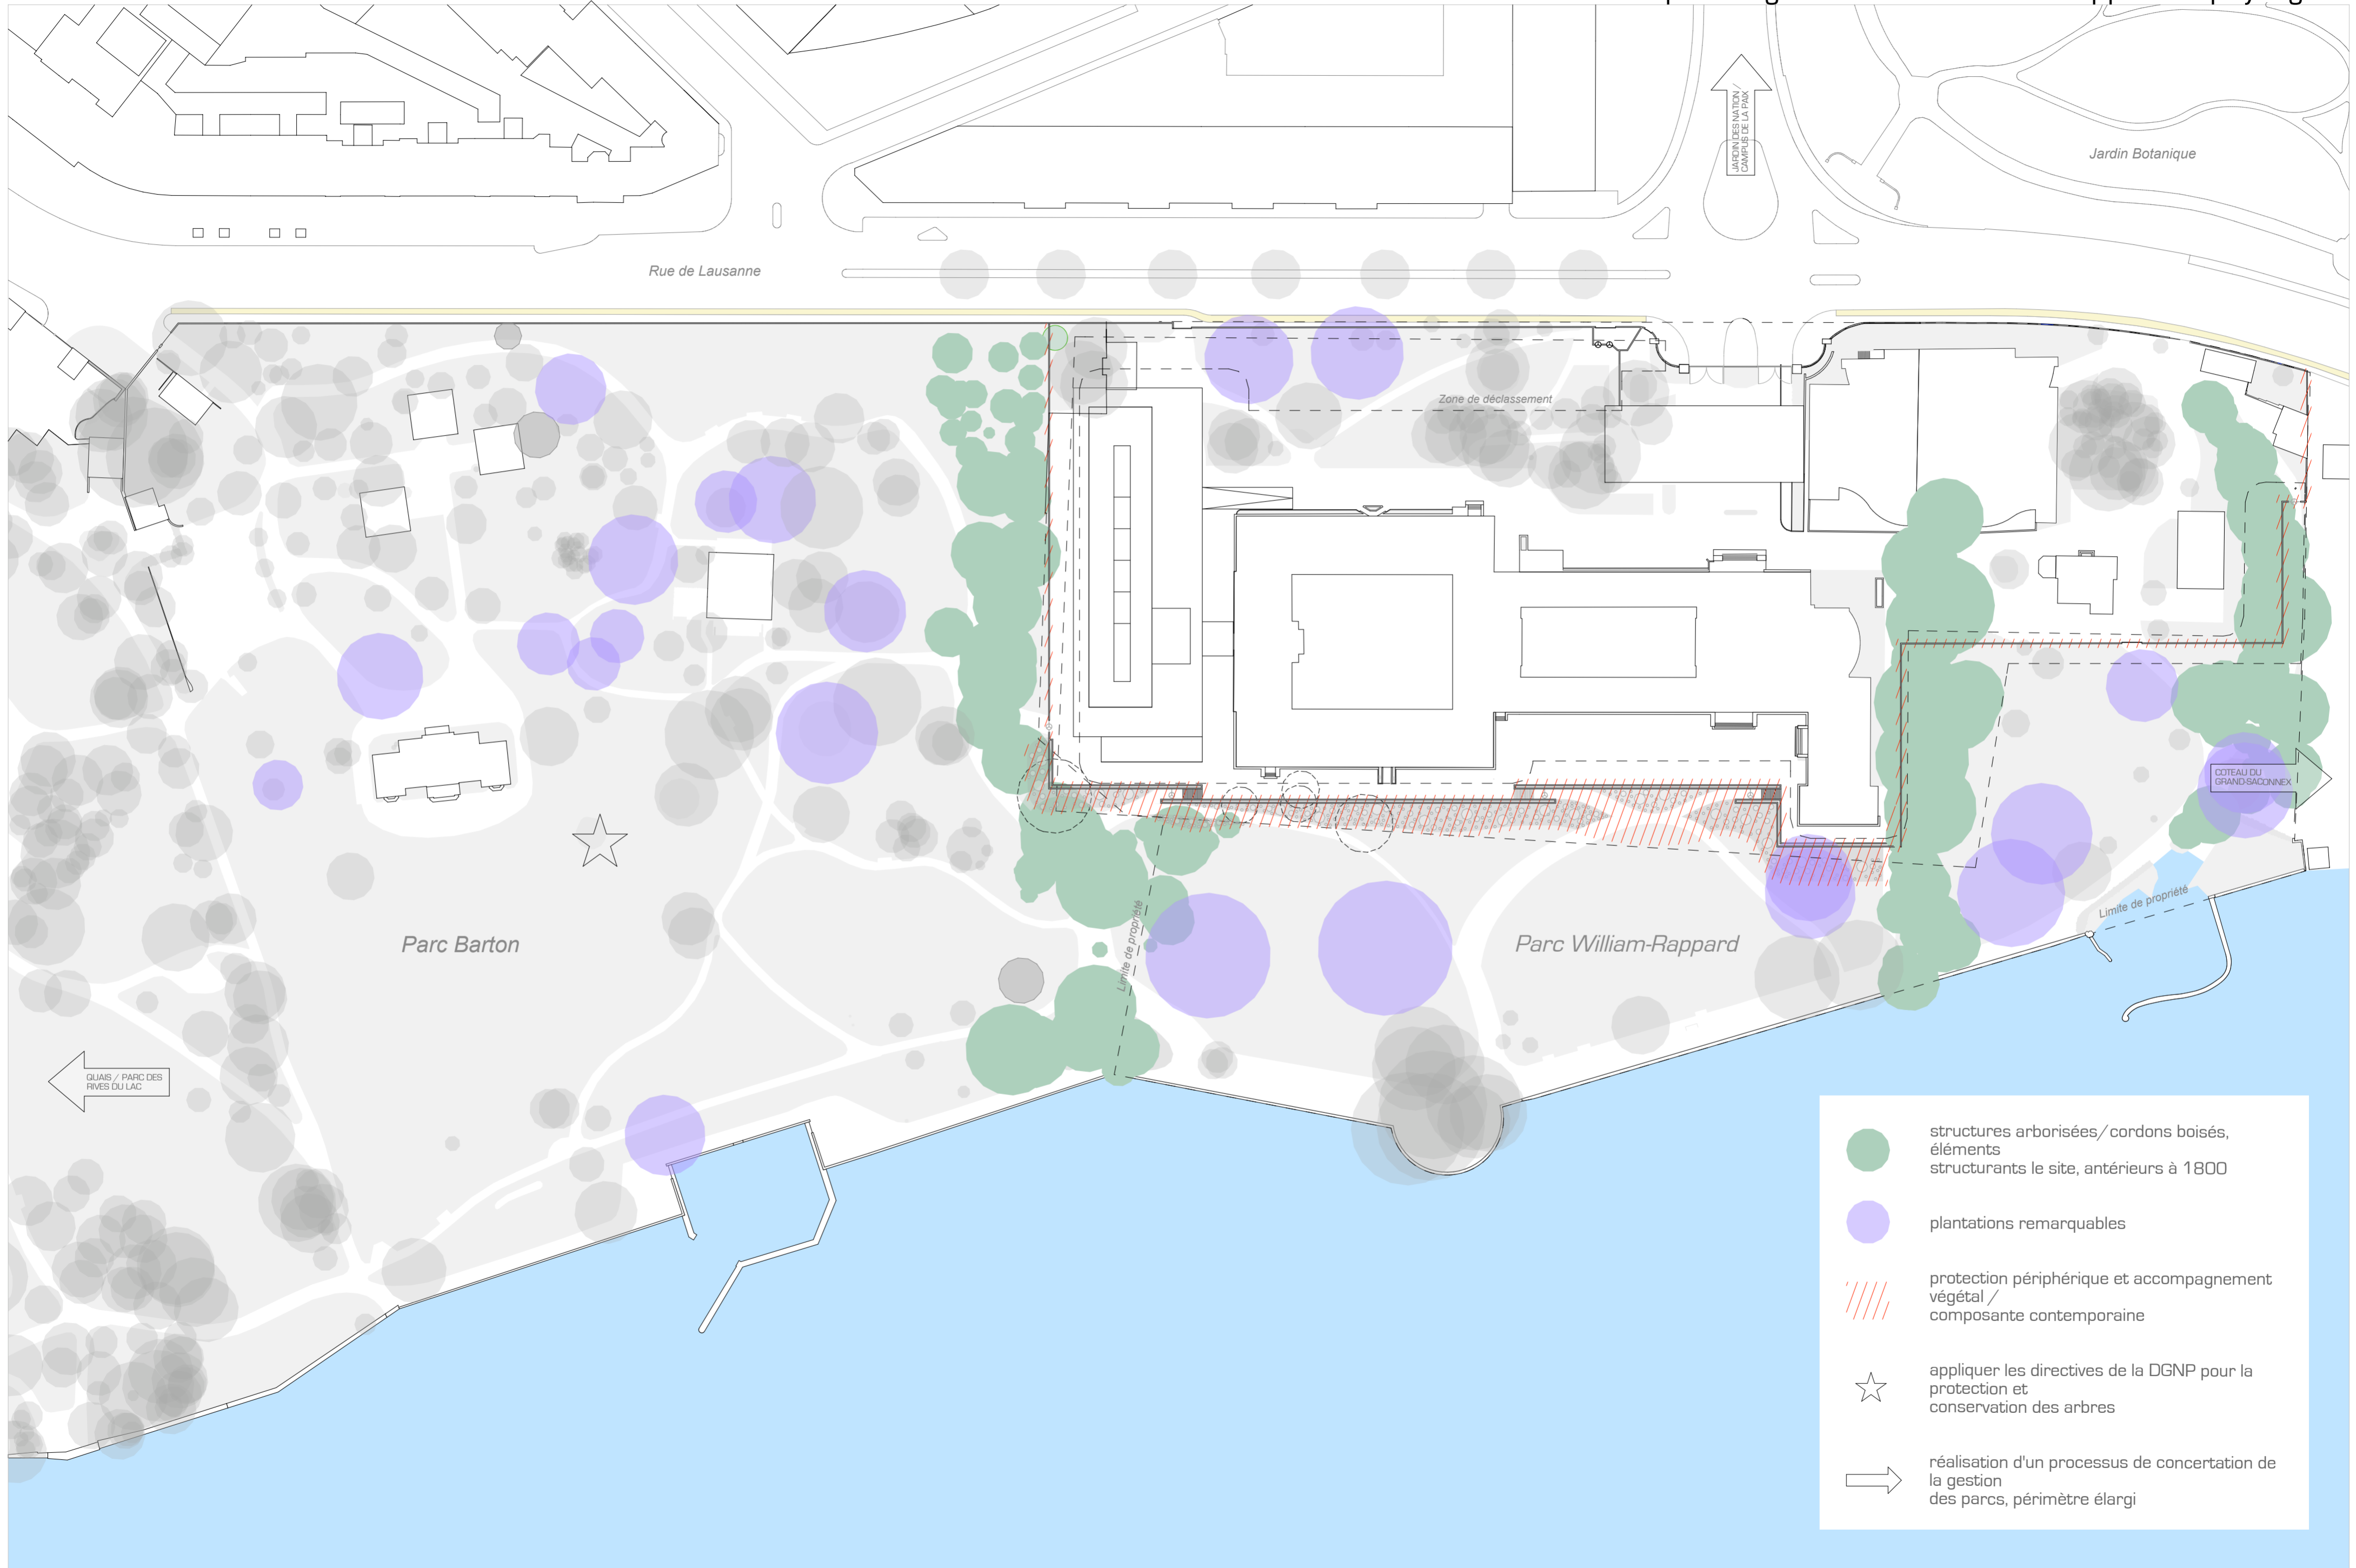 JARDIN DES NATION /
CAMPUS DE LA PAIX
Jardin Botanique
Rue de Lausanne
Zone de déclassement
COTEAU DU
GRAND-SACONNEX
Limite de propriété
Limite de propriété
Parc Barton
Parc William-Rappard
QUAIS / PARC DES
RIVES DU LAC
structures arborisées/cordons boisés,
éléments
structurants le site, antérieurs à 1800
plantations remarquables
protection périphérique et accompagnement
végétal /
composante contemporaine
appliquer les directives de la DGNP pour la
protection et
conservation des arbres
réalisation d'un processus de concertation de
la gestion
des parcs, périmètre élargi